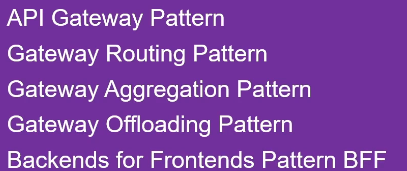 API Gateway Pattern
Gateway Routing Pattern
Gateway Aggregation Pattern
Gateway Offloading Pattern
Backends for Frontends Pattern BFF